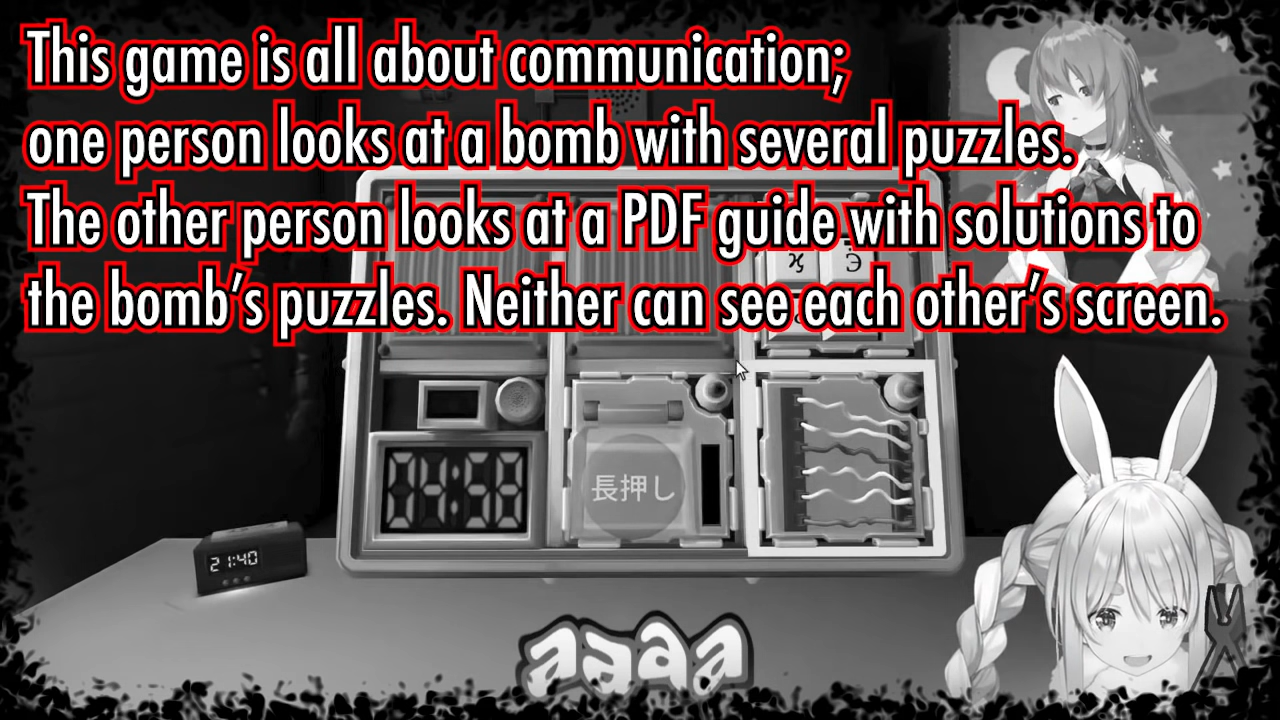 This game is all about communication;
one person looks at a bomb with several puzzles.
The other person looks at a PDF guide with solutions to
the bomb’s puzzles. Neither can see each other’s screen.
ϗ
04:58
長押し
21:40
aaaa